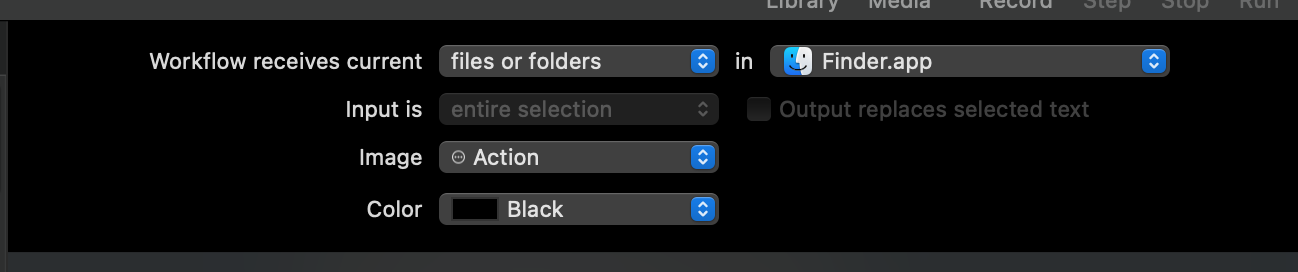 Library Media Record Step Stop Run
Workflow receives current files or folders in Finder.app
Input is entire selection Output replaces selected text
Image Action
Color Black